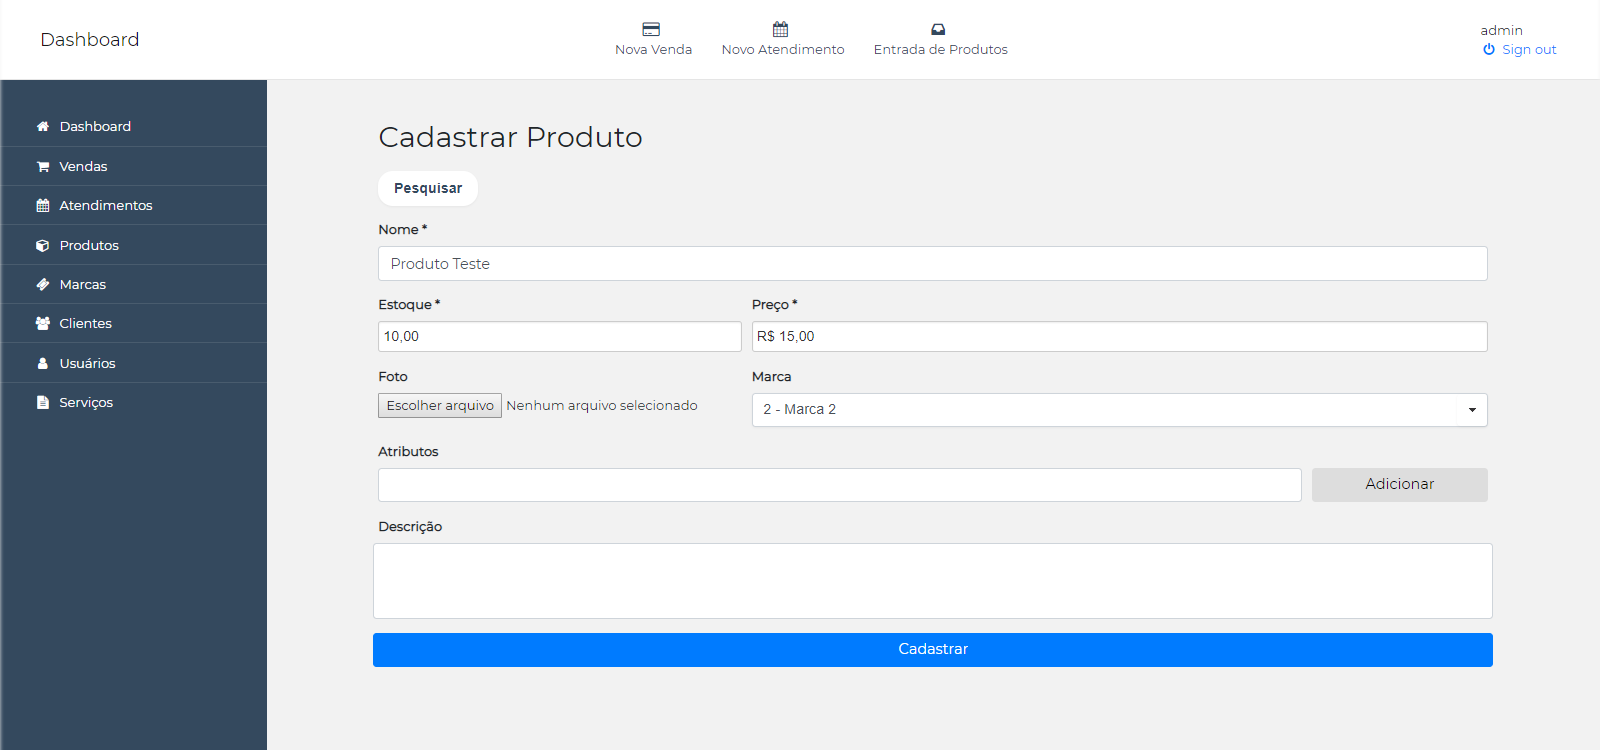 Dashboard
Nova Venda
Novo Atendimento
Entrada de Produtos
admin
Sign out
Dashboard
Vendas
Atendimentos
Produtos
Marcas
Clientes
Usuários
Serviços
Cadastrar Produto
Pesquisar
Nome *
Produto Teste
Estoque *
Preço *
10,00
R$ 15,00
Foto
Marca
Escolher arquivo Nenhum arquivo selecionado
2 - Marca 2
Atributos
Adicionar
Descrição
Cadastrar